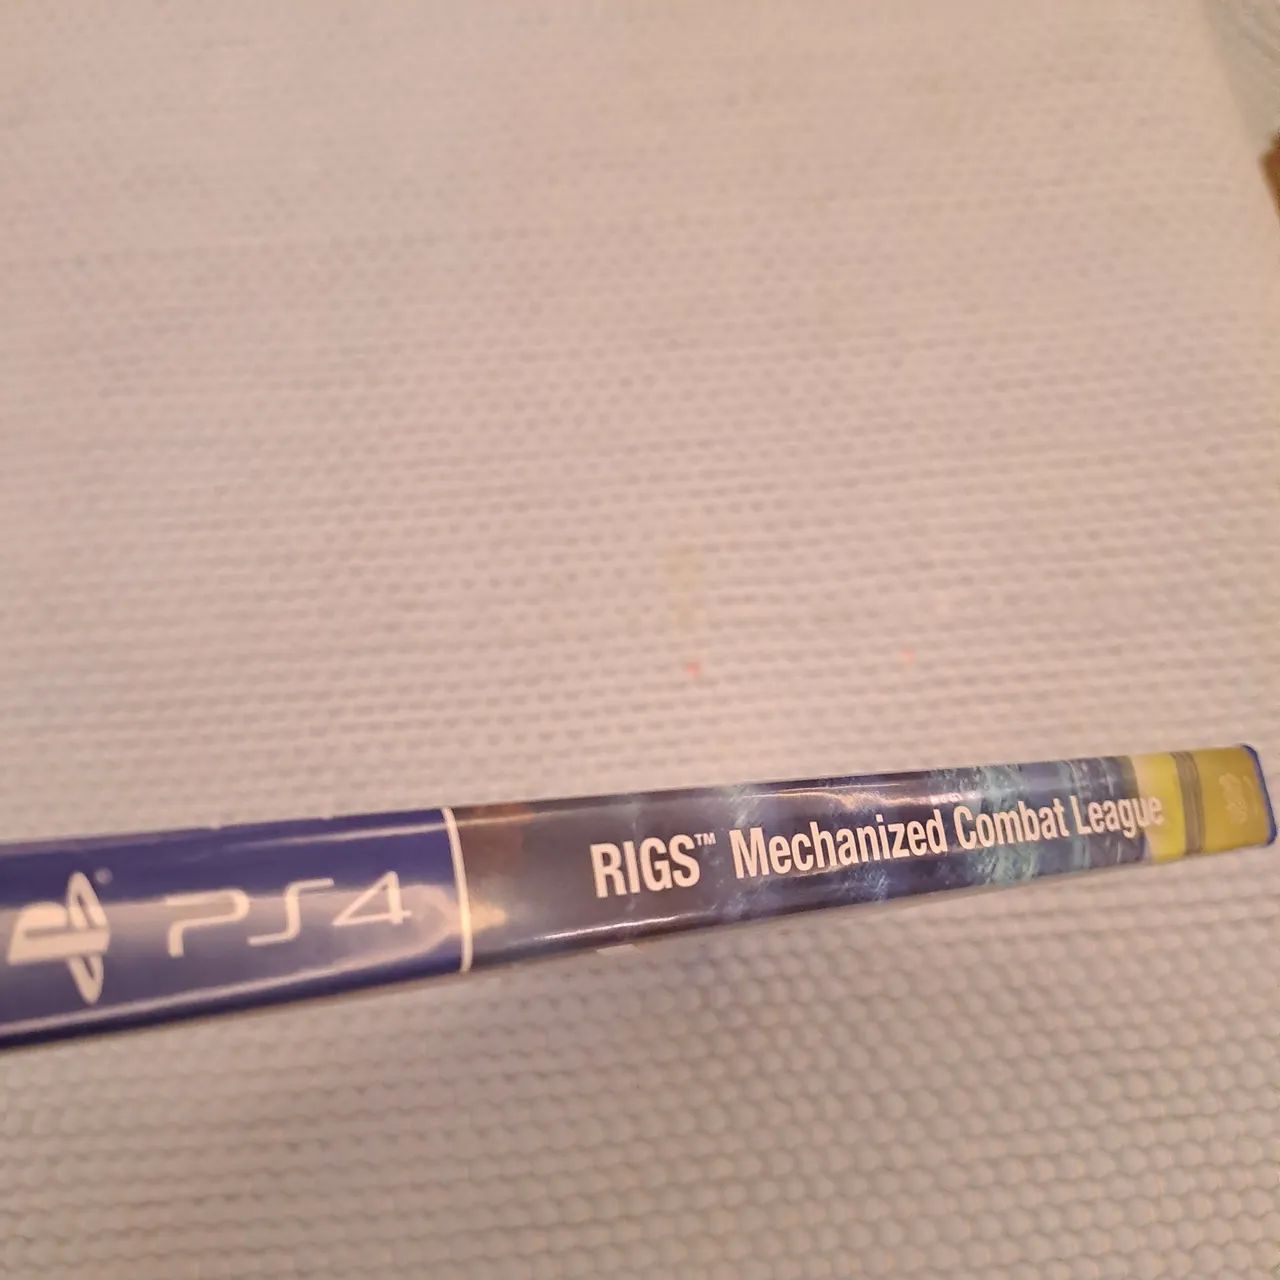 PS4
RIGS™ Mechanized Combat League